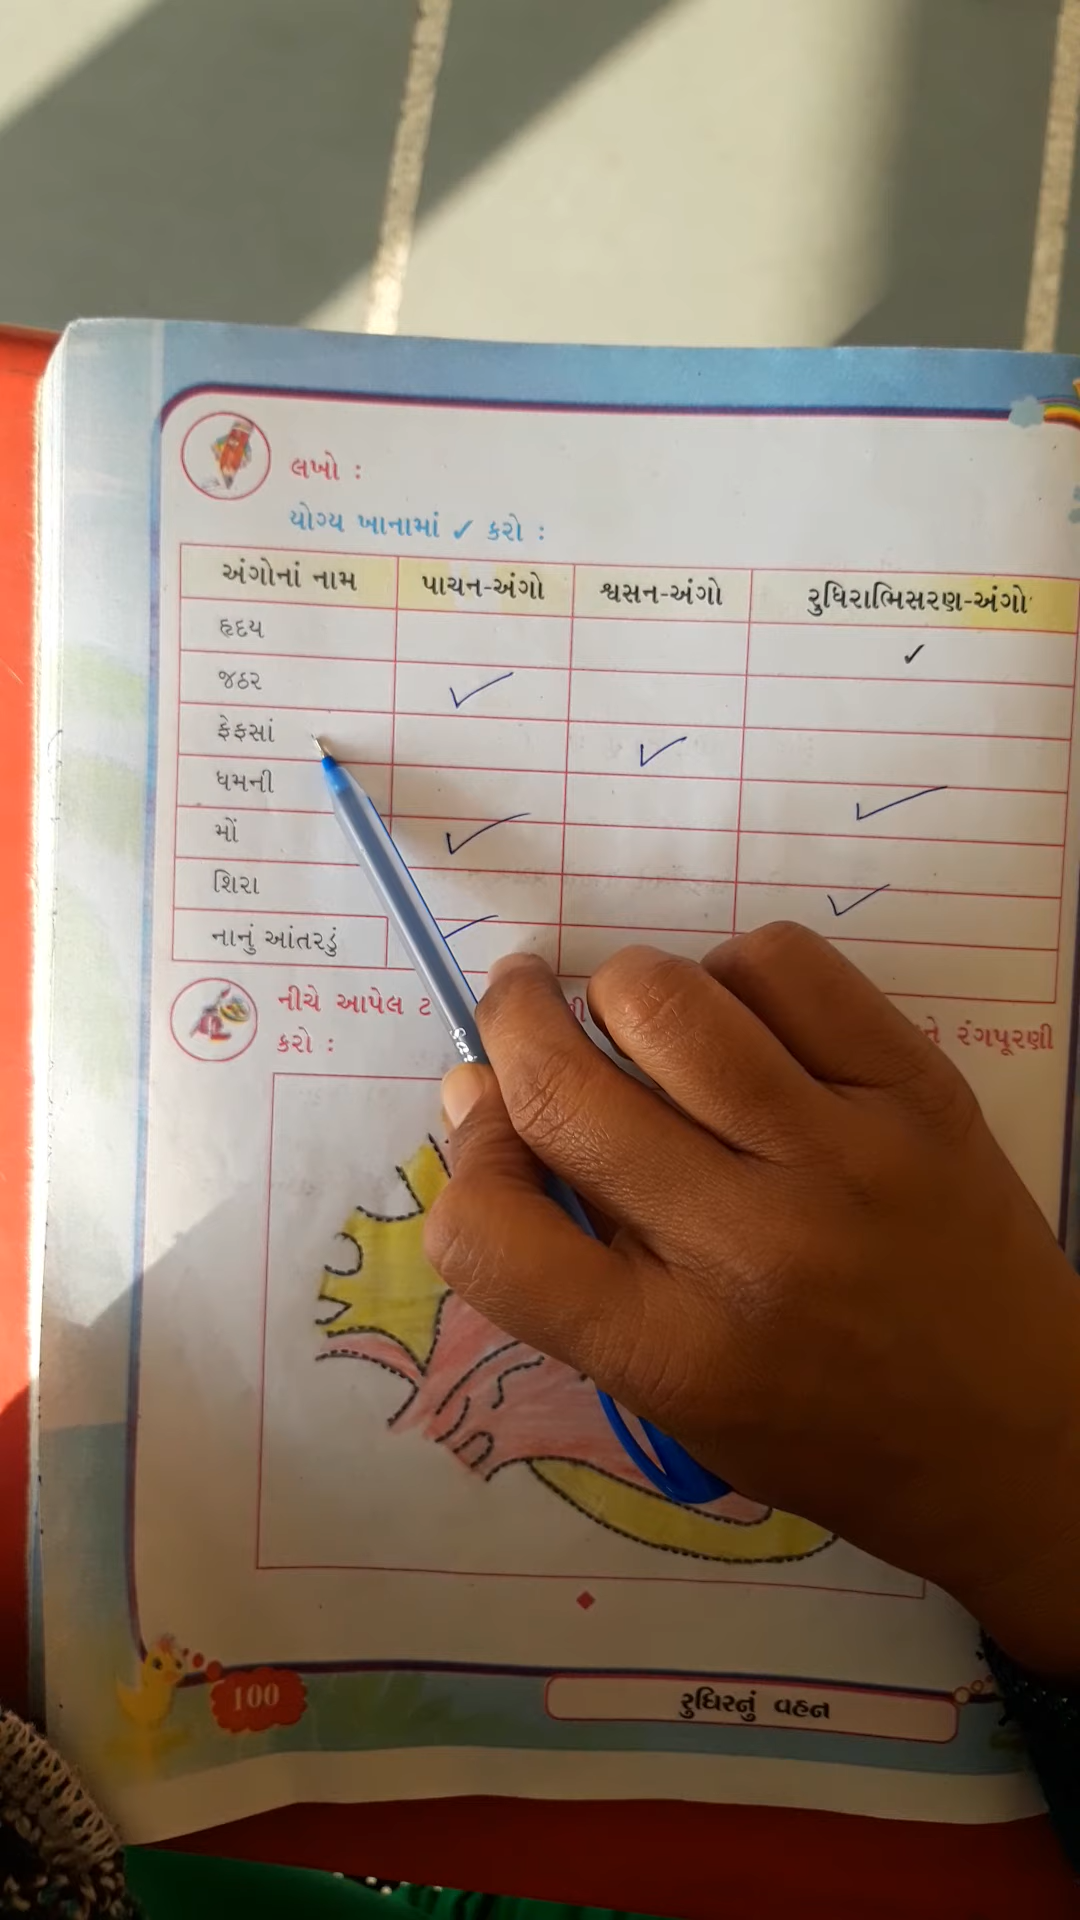 લખો :
યોગ્ય ખાનામાં ✓ કરો :
અંગોનાં નામ પાચન-અંગો શ્વસન-અંગો રુધિરાભિસરણ-અંગો
હૃદય ✓
જઠર ✓
ફેફસાં ✓
ધમની ✓
મોં ✓
શિરા ✓
નાનું આંતરડું ✓
નીચે આપેલ રંગપૂરણી
કરો :
100 રુધિરનું વહન